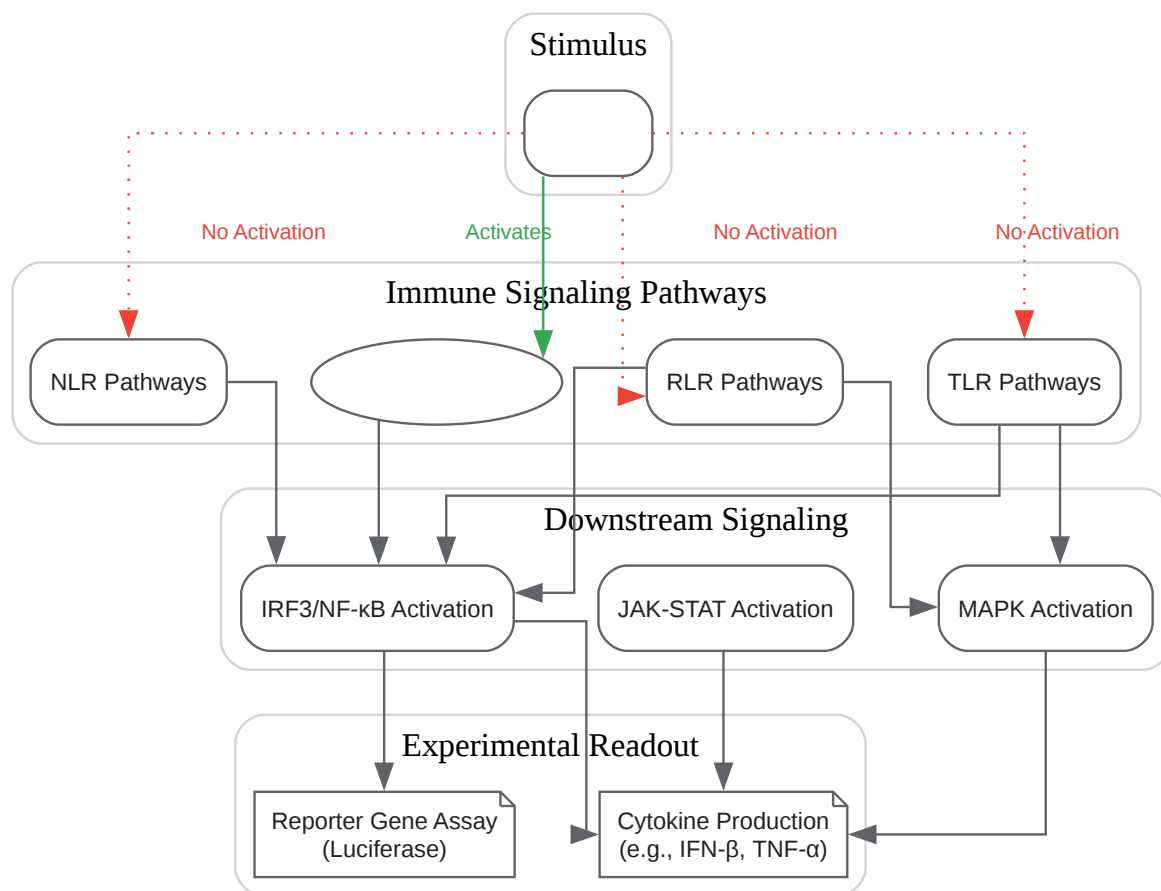 Stimulus
No Activation
Activates
No Activation
No Activation
Immune Signaling Pathways
NLR Pathways
RLR Pathways
TLR Pathways
Downstream Signaling
IRF3/NF-κB Activation
JAK-STAT Activation
MAPK Activation
Experimental Readout
Reporter Gene Assay
(Luciferase)
Cytokine Production
(e.g., IFN-β, TNF-α)